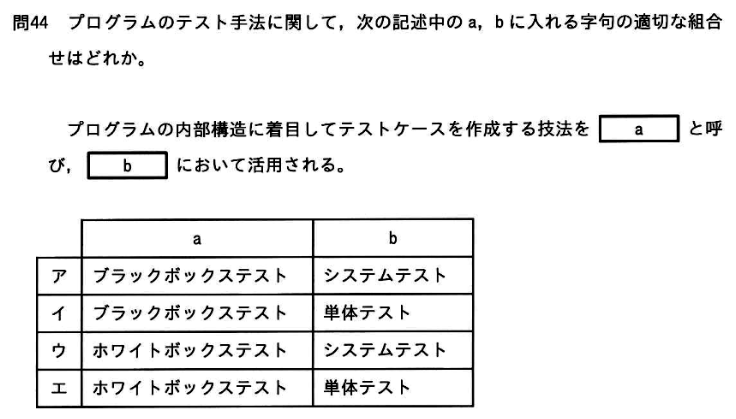 問44 プログラムのテスト手法に関して，次の記述中の a，b に入れる字句の適切な組合
せはどれか。
プログラムの内部構造に着目してテストケースを作成する技法を a と呼
び， b において活用される。
a b
ア ブラックボックステスト システムテスト
イ ブラックボックステスト 単体テスト
ウ ホワイトボックステスト システムテスト
エ ホワイトボックステスト 単体テスト